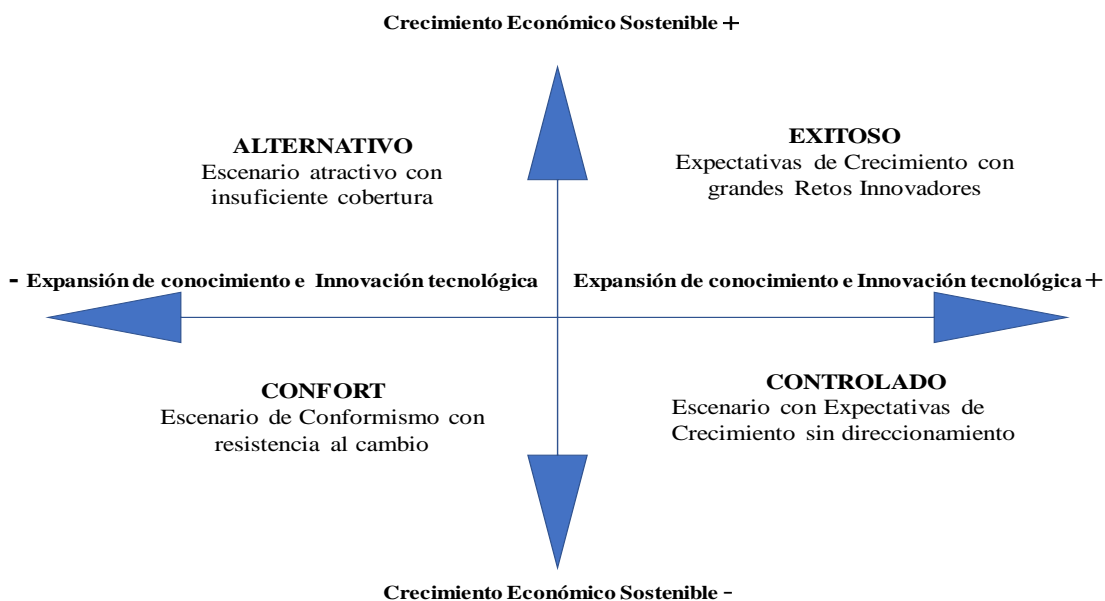 Crecimiento Económico Sostenible +
ALTERNATIVO
Escenario atractivo con
insuficiente cobertura
EXITOSO
Expectativas de Crecimiento con
grandes Retos Innovadores
- Expansión de conocimiento e Innovación tecnológica
Expansión de conocimiento e Innovación tecnológica +
CONFORT
Escenario de Conformismo con
resistencia al cambio
CONTROLADO
Escenario con Expectativas de
Crecimiento sin direccionamiento
Crecimiento Económico Sostenible -